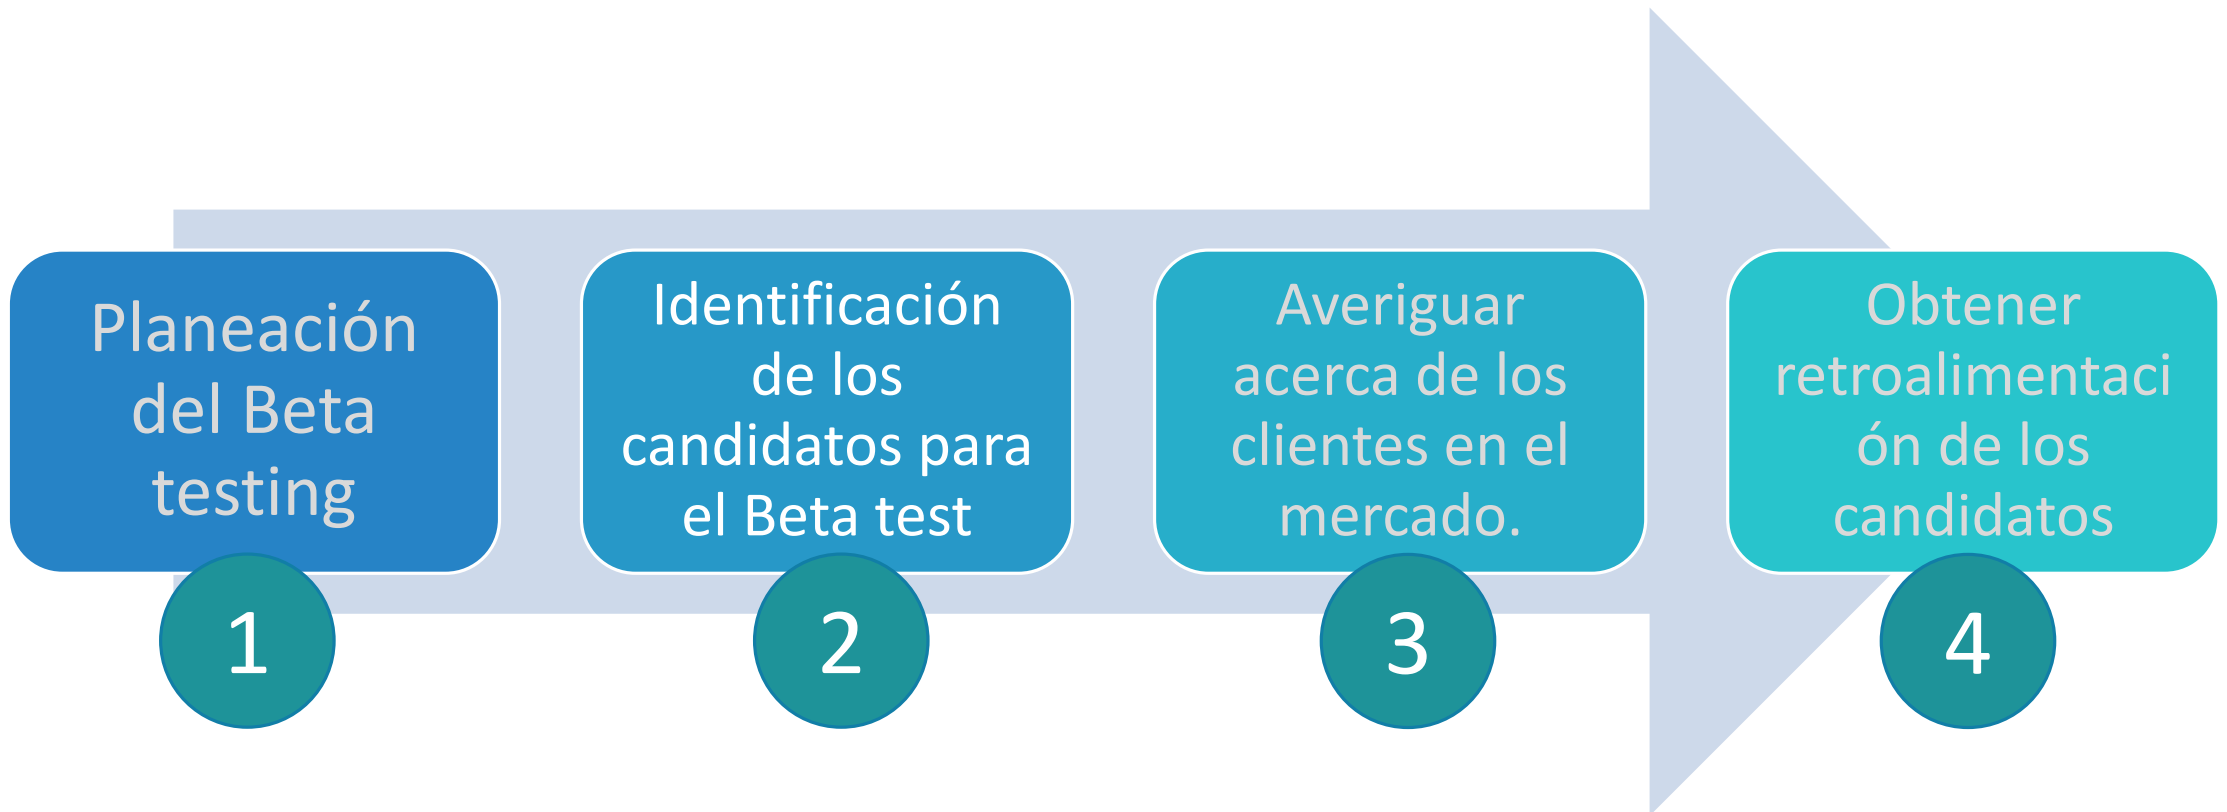 Planeación
del Beta
testing
1
Identificación
de los
candidatos para
el Beta test
2
Averiguar
acerca de los
clientes en el
mercado.
3
Obtener
retroalimentaci
ón de los
candidatos
4